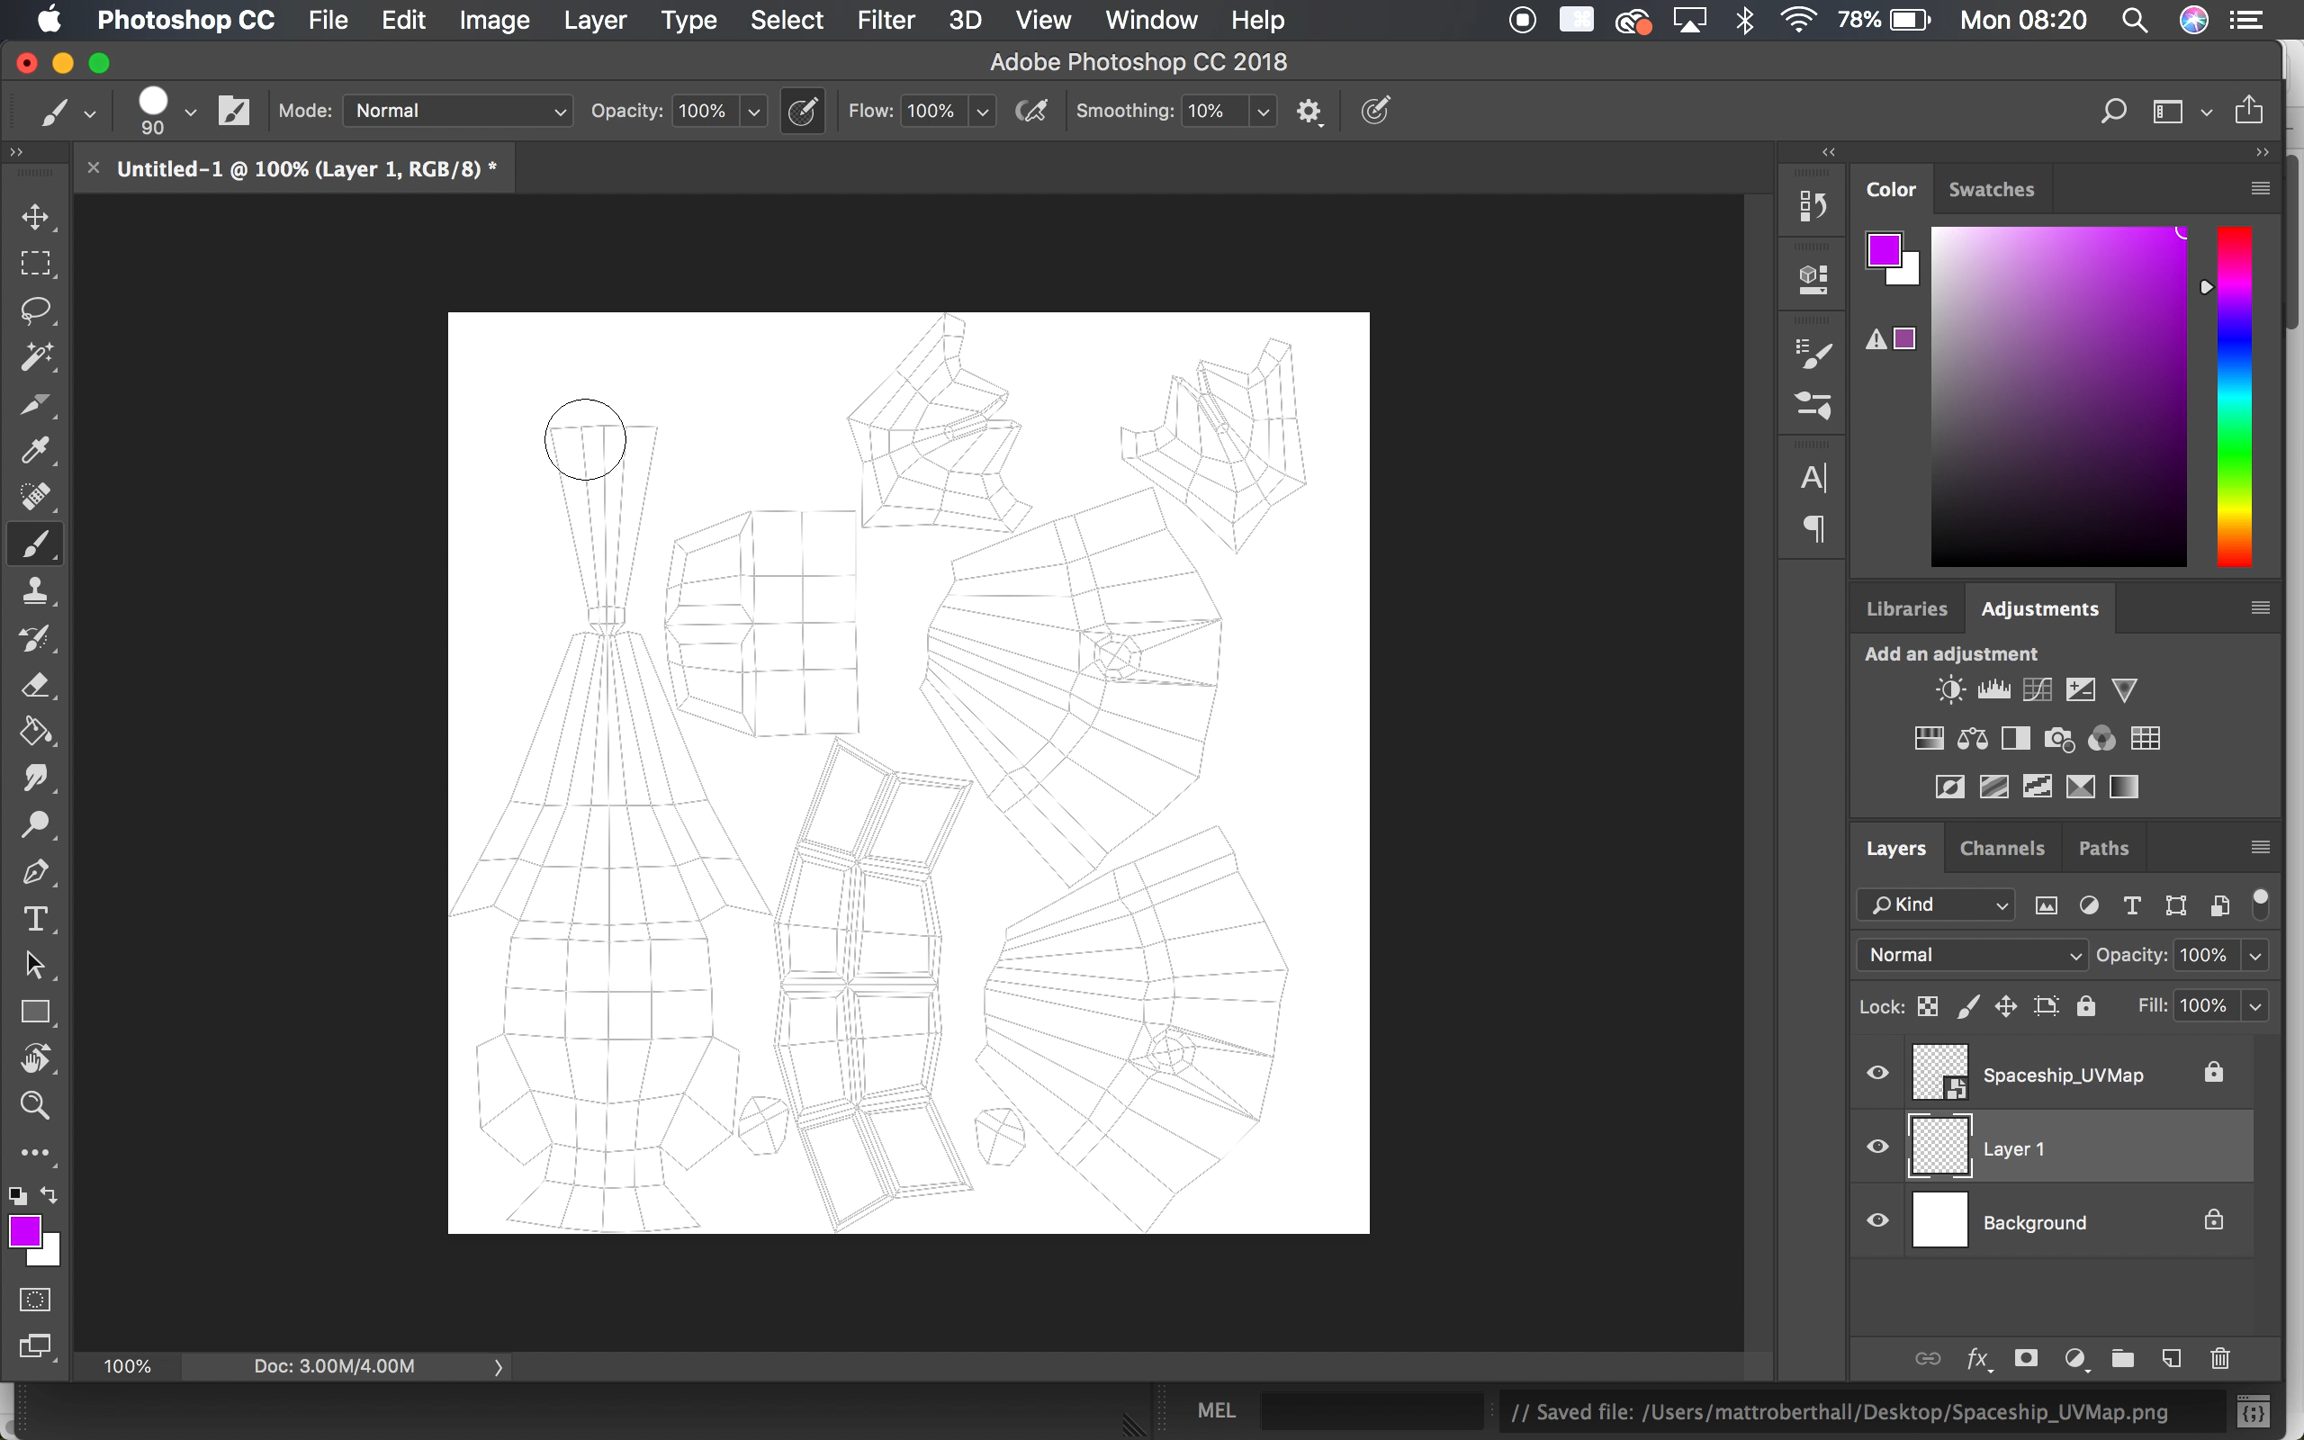 Photoshop CC File Edit Image Layer Type Select Filter 3D View Window Help 78% Mon 08:20
Adobe Photoshop CC 2018
90 Mode: Normal Opacity: 100% Flow: 100% Smoothing: 10%
Untitled-1 @ 100% (Layer 1, RGB/8) *
Color Swatches
Libraries Adjustments
Add an adjustment
Layers Channels Paths
Kind
Normal Opacity: 100%
Lock: Fill: 100%
Spaceship_UVMap
Layer 1
Background
100% Doc: 3.00M/4.00M
MEL // Saved file: /Users/mattroberthall/Desktop/Spaceship_UVMap.png